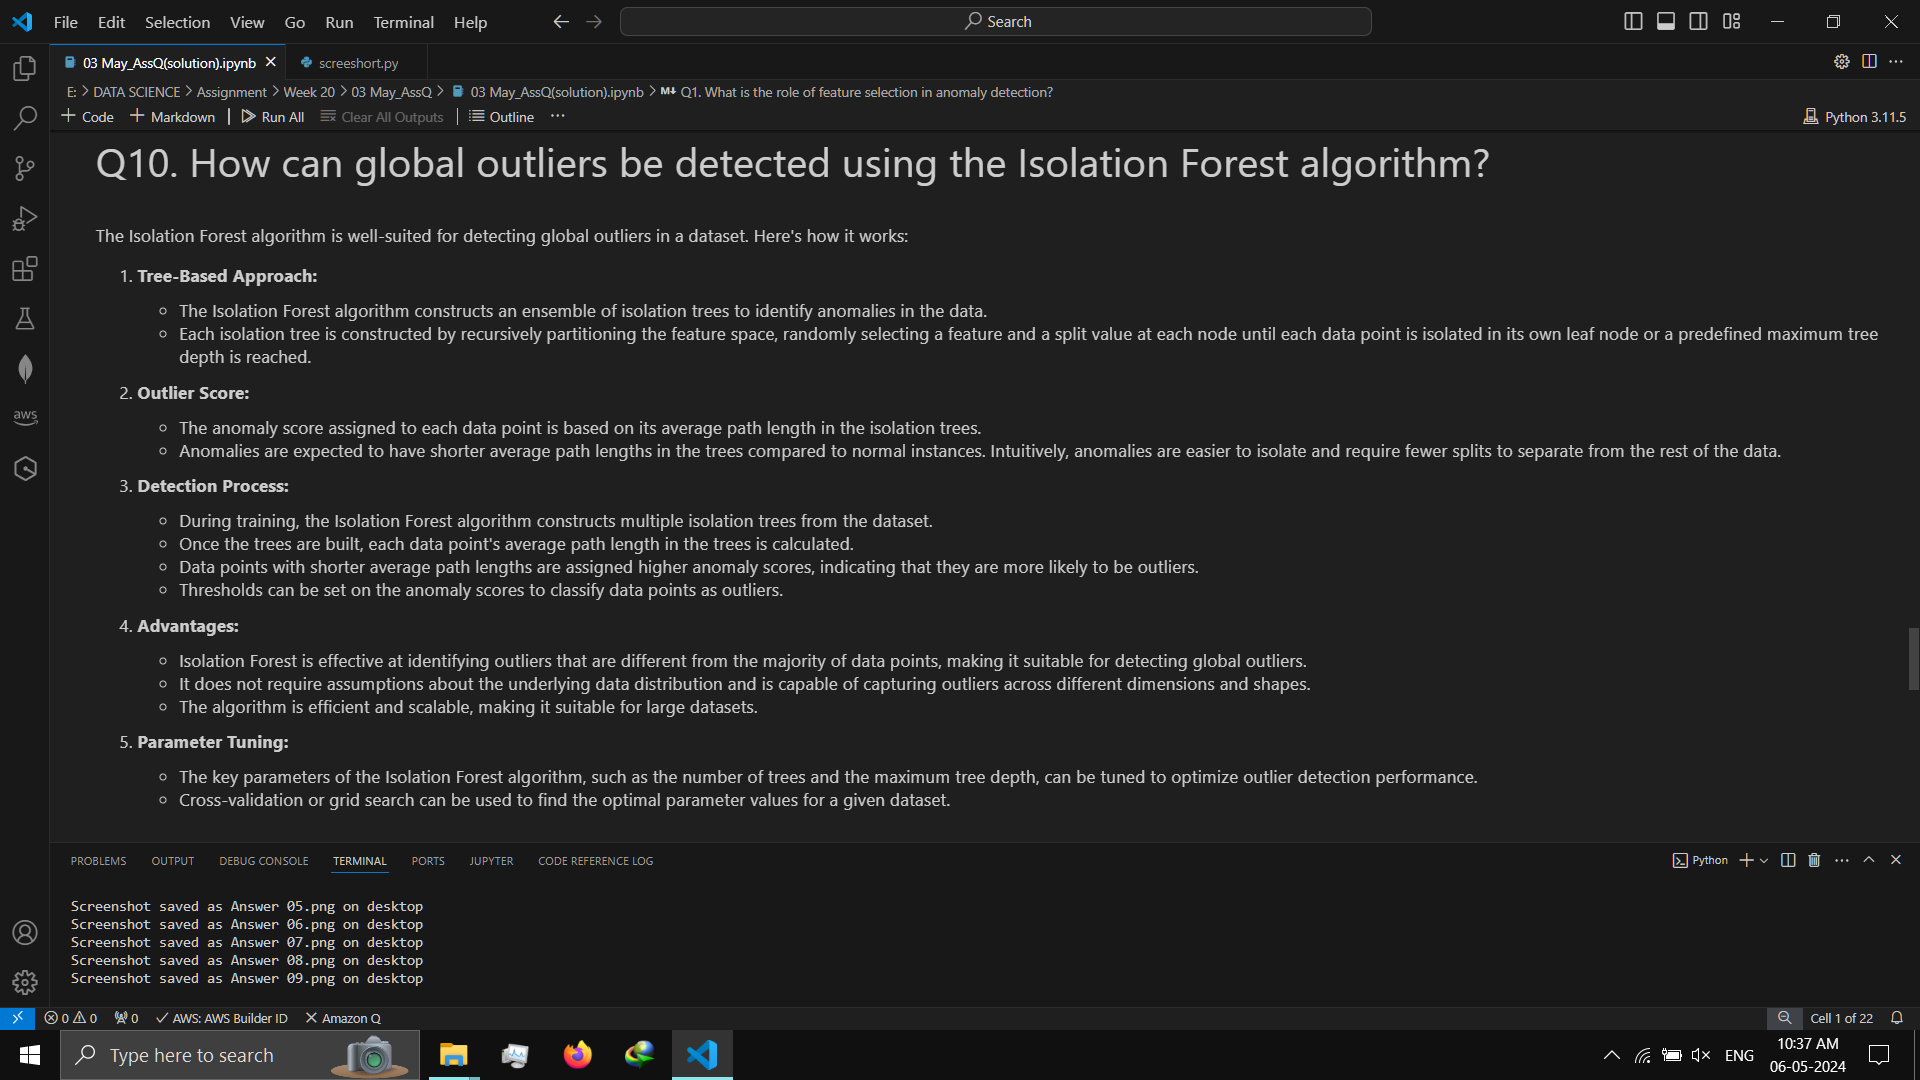 File Edit Selection View Go Run Terminal Help
Search
03 May_AssQ(solution).ipynb
screeshort.py
E: > DATA SCIENCE > Assignment > Week 20 > 03 May_AssQ > 03 May_AssQ(solution).ipynb > M↓ Q1. What is the role of feature selection in anomaly detection?
+ Code + Markdown | Run All Clear All Outputs | Outline ···
Python 3.11.5
Q10. How can global outliers be detected using the Isolation Forest algorithm?
The Isolation Forest algorithm is well-suited for detecting global outliers in a dataset. Here's how it works:
1. Tree-Based Approach:
The Isolation Forest algorithm constructs an ensemble of isolation trees to identify anomalies in the data.
Each isolation tree is constructed by recursively partitioning the feature space, randomly selecting a feature and a split value at each node until each data point is isolated in its own leaf node or a predefined maximum tree
depth is reached.
2. Outlier Score:
The anomaly score assigned to each data point is based on its average path length in the isolation trees.
Anomalies are expected to have shorter average path lengths in the trees compared to normal instances. Intuitively, anomalies are easier to isolate and require fewer splits to separate from the rest of the data.
3. Detection Process:
During training, the Isolation Forest algorithm constructs multiple isolation trees from the dataset.
Once the trees are built, each data point's average path length in the trees is calculated.
Data points with shorter average path lengths are assigned higher anomaly scores, indicating that they are more likely to be outliers.
Thresholds can be set on the anomaly scores to classify data points as outliers.
4. Advantages:
Isolation Forest is effective at identifying outliers that are different from the majority of data points, making it suitable for detecting global outliers.
It does not require assumptions about the underlying data distribution and is capable of capturing outliers across different dimensions and shapes.
The algorithm is efficient and scalable, making it suitable for large datasets.
5. Parameter Tuning:
The key parameters of the Isolation Forest algorithm, such as the number of trees and the maximum tree depth, can be tuned to optimize outlier detection performance.
Cross-validation or grid search can be used to find the optimal parameter values for a given dataset.
aws
PROBLEMS OUTPUT DEBUG CONSOLE TERMINAL PORTS JUPYTER CODE REFERENCE LOG
Python
Screenshot saved as Answer 05.png on desktop
Screenshot saved as Answer 06.png on desktop
Screenshot saved as Answer 07.png on desktop
Screenshot saved as Answer 08.png on desktop
Screenshot saved as Answer 09.png on desktop
0 0 0 AWS: AWS Builder ID Amazon Q
Cell 1 of 22
Type here to search
ENG
10:37 AM
06-05-2024